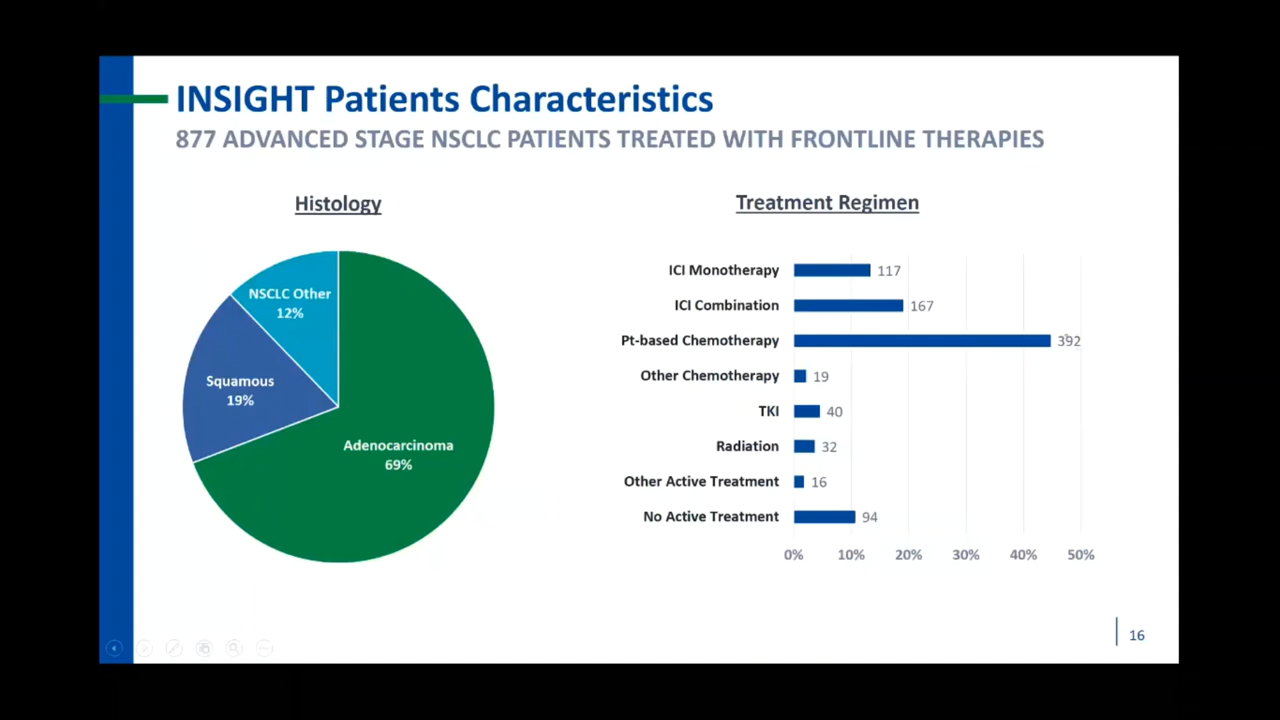 INSIGHT Patients Characteristics
877 ADVANCED STAGE NSCLC PATIENTS TREATED WITH FRONTLINE THERAPIES
Histology
NSCLC Other
12%
Squamous
19%
Adenocarcinoma
69%
Treatment Regimen
ICI Monotherapy 117
ICI Combination 167
Pt-based Chemotherapy 392
Other Chemotherapy 19
TKI 40
Radiation 32
Other Active Treatment 16
No Active Treatment 94
0% 10% 20% 30% 40% 50%
16